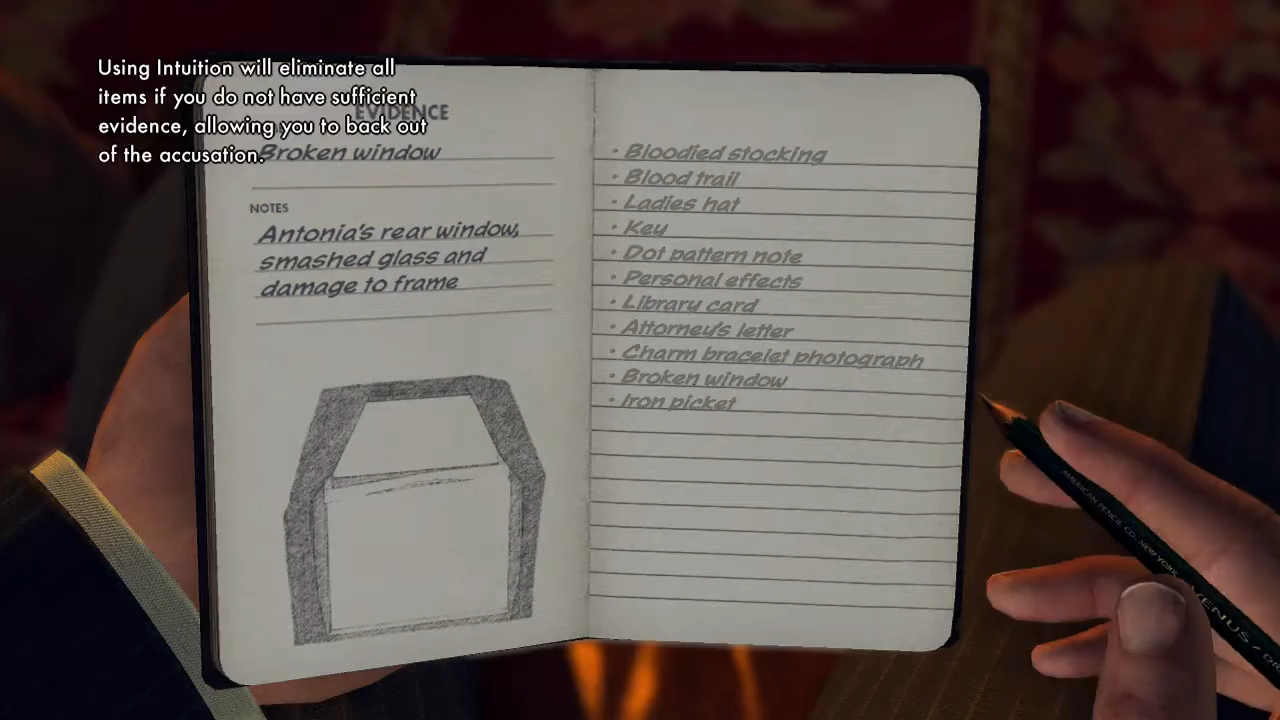 Using Intuition will eliminate all
items if you do not have sufficient
evidence, allowing you to back out
of the accusation.
EVIDENCE
Broken window
NOTES
Antonia's rear window,
smashed glass and
damage to frame
• Bloodied stocking
• Blood trail
• Ladies hat
• Key
• Dot pattern note
• Personal effects
• Library card
• Attorney's letter
• Charm bracelet photograph
• Broken window
• Iron picket
AMERICAN PENCIL CO. NEW YORK
VENUS